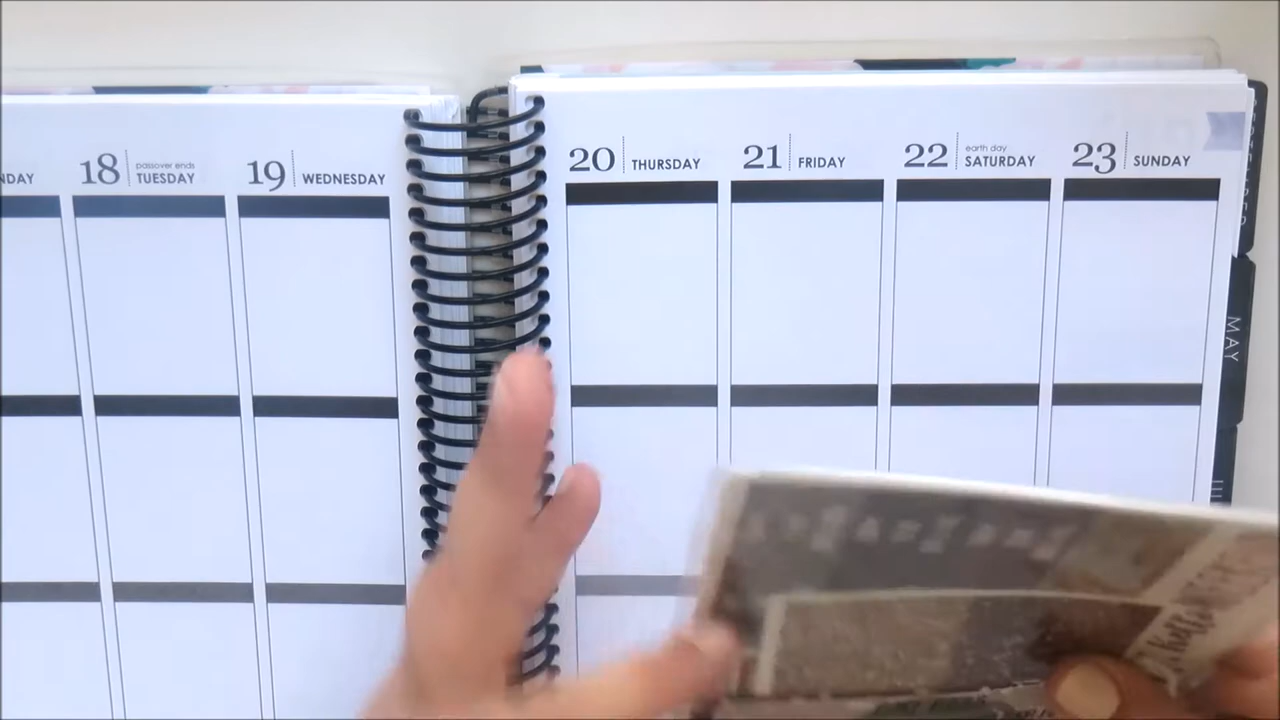 NDAY
18 passover ends TUESDAY
19 WEDNESDAY
20 THURSDAY
21 FRIDAY
22 earth day SATURDAY
23 SUNDAY
MAY